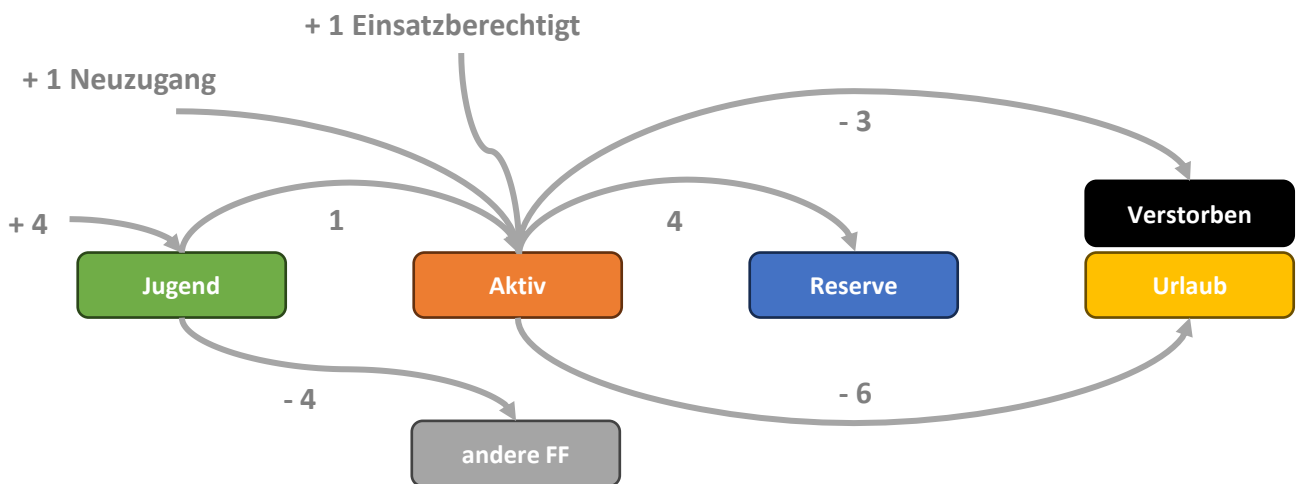 + 1 Einsatzberechtigt
+ 1 Neuzugang
- 3
+ 4
1
4
Verstorben
Jugend
Aktiv
Reserve
Urlaub
- 4
- 6
andere FF